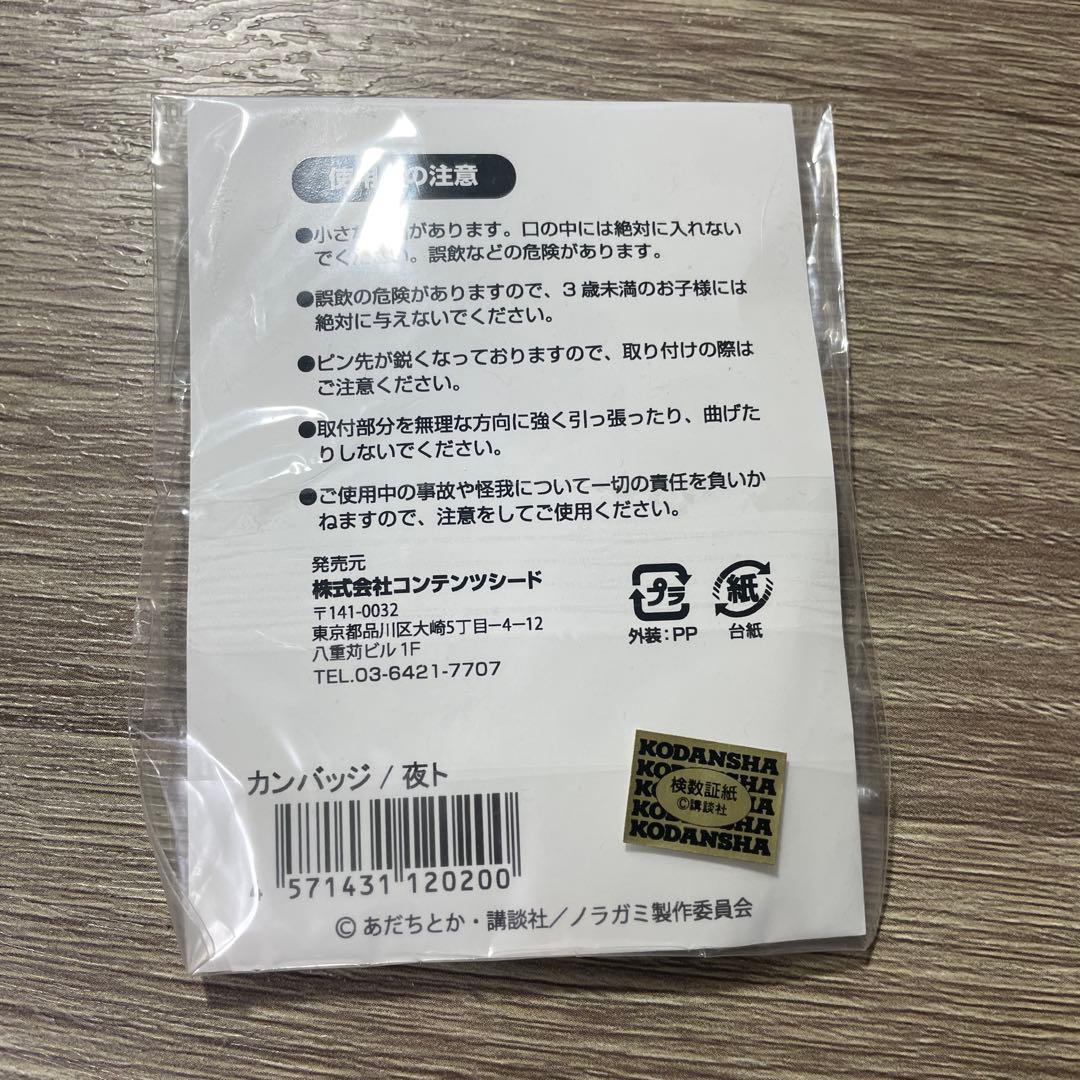 使用上の注意
●小さな部品があります。口の中には絶対に入れない
でください。誤飲などの危険があります。
●誤飲の危険がありますので、3歳未満のお子様には
絶対に与えないでください。
●ピン先が鋭くなっておりますので、取り付けの際は
ご注意ください。
●取付部分を無理な方向に強く引っ張ったり、曲げた
りしないでください。
●ご使用中の事故や怪我について一切の責任を負いか
ねますので、注意をしてご使用ください。
発売元
株式会社コンテンツシード
〒141-0032
東京都品川区大崎5丁目ー4ー12
八重苅ビル 1F
TEL.03-6421-7707
プラ
外装:PP
紙
台紙
カンバッジ / 夜ト
4 571431 120200
KODANSHA
検数証紙
©講談社
KODANSHA
© あだちとか・講談社／ノラガミ製作委員会